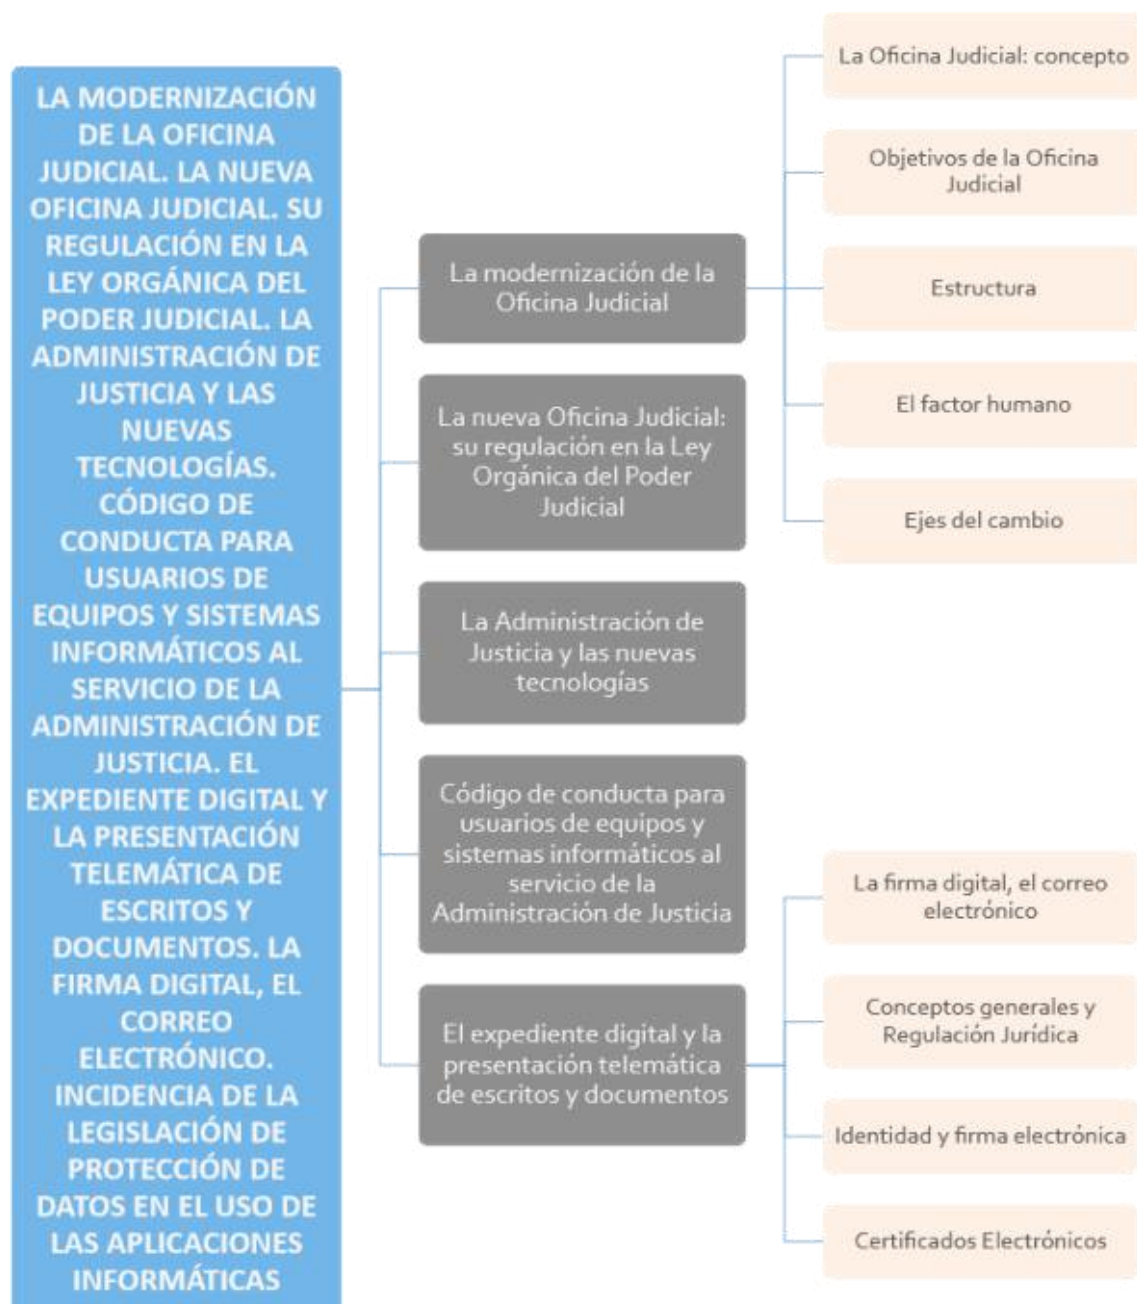 LA MODERNIZACIÓN
DE LA OFICINA
JUDICIAL. LA NUEVA
OFICINA JUDICIAL. SU
REGULACIÓN EN LA
LEY ORGÁNICA DEL
PODER JUDICIAL. LA
ADMINISTRACIÓN DE
JUSTICIA Y LAS
NUEVAS
TECNOLOGÍAS.
CÓDIGO DE
CONDUCTA PARA
USUARIOS DE
EQUIPOS Y SISTEMAS
INFORMÁTICOS AL
SERVICIO DE LA
ADMINISTRACIÓN DE
JUSTICIA. EL
EXPEDIENTE DIGITAL Y
LA PRESENTACIÓN
TELEMÁTICA DE
ESCRITOS Y
DOCUMENTOS. LA
FIRMA DIGITAL, EL
CORREO
ELECTRÓNICO.
INCIDENCIA DE LA
LEGISLACIÓN DE
PROTECCIÓN DE
DATOS EN EL USO DE
LAS APLICACIONES
INFORMÁTICAS
La modernización de la
Oficina Judicial
La Oficina Judicial: concepto
Objetivos de la Oficina
Judicial
Estructura
El factor humano
Ejes del cambio
La nueva Oficina Judicial:
su regulación en la Ley
Orgánica del Poder
Judicial
La Administración de
Justicia y las nuevas
tecnologías
Código de conducta para
usuarios de equipos y
sistemas informáticos al
servicio de la
Administración de Justicia
El expediente digital y la
presentación telemática
de escritos y documentos
La firma digital, el correo
electrónico
Conceptos generales y
Regulación Jurídica
Identidad y firma electrónica
Certificados Electrónicos